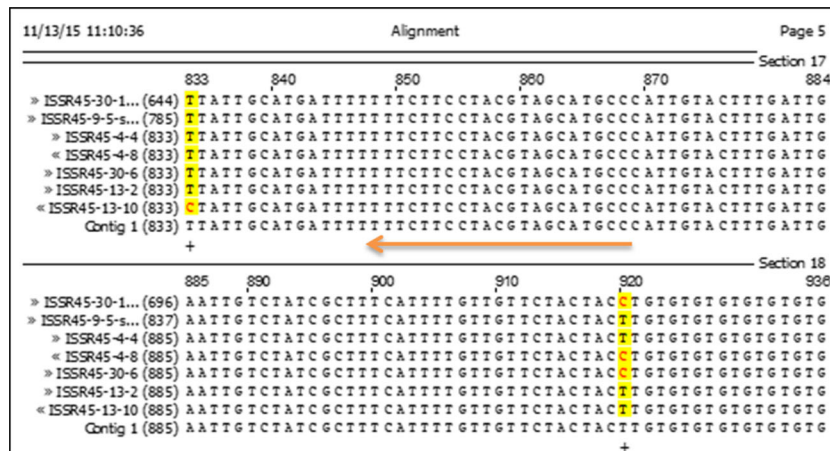 11/13/15 11:10:36 Alignment Page 5
Section 17
833 840 850 860 870 884
» ISSR45-30-1... (644) TTATTGCATGATTTTTTTCTTCCTACGTAGCATGCCCATTGTACTTTGATTG
» ISSR45-9-5-s... (785) TTATTGCATGATTTTTTTCTTCCTACGTAGCATGCCCATTGTACTTTGATTG
» ISSR45-4-4 (833) TTATTGCATGATTTTTTTCTTCCTACGTAGCATGCCCATTGTACTTTGATTG
« ISSR45-4-8 (833) TTATTGCATGATTTTTTTCTTCCTACGTAGCATGCCCATTGTACTTTGATTG
» ISSR45-30-6 (833) TTATTGCATGATTTTTTTCTTCCTACGTAGCATGCCCATTGTACTTTGATTG
» ISSR45-13-2 (833) TTATTGCATGATTTTTTTCTTCCTACGTAGCATGCCCATTGTACTTTGATTG
« ISSR45-13-10 (833) CTATTGCATGATTTTTTTCTTCCTACGTAGCATGCCCATTGTACTTTGATTG
Contig 1 (833) TTATTGCATGATTTTTTTCTTCCTACGTAGCATGCCCATTGTACTTTGATTG
+
Section 18
885 890 900 910 920 936
» ISSR45-30-1... (696) AATTGTCTATCGCTTTCATTTTGTTGTTCTACTACCTGTGTGTGTGTGTGTG
» ISSR45-9-5-s... (837) AATTGTCTATCGCTTTCATTTTGTTGTTCTACTACTTGTGTGTGTGTGTGTG
» ISSR45-4-4 (885) AATTGTCTATCGCTTTCATTTTGTTGTTCTACTACTTGTGTGTGTGTGTGTG
« ISSR45-4-8 (885) AATTGTCTATCGCTTTCATTTTGTTGTTCTACTACCTGTGTGTGTGTGTGTG
» ISSR45-30-6 (885) AATTGTCTATCGCTTTCATTTTGTTGTTCTACTACCTGTGTGTGTGTGTGTG
» ISSR45-13-2 (885) AATTGTCTATCGCTTTCATTTTGTTGTTCTACTACTTGTGTGTGTGTGTGTG
« ISSR45-13-10 (885) AATTGTCTATCGCTTTCATTTTGTTGTTCTACTACTTGTGTGTGTGTGTGTG
Contig 1 (885) AATTGTCTATCGCTTTCATTTTGTTGTTCTACTACTTGTGTGTGTGTGTGTG
+